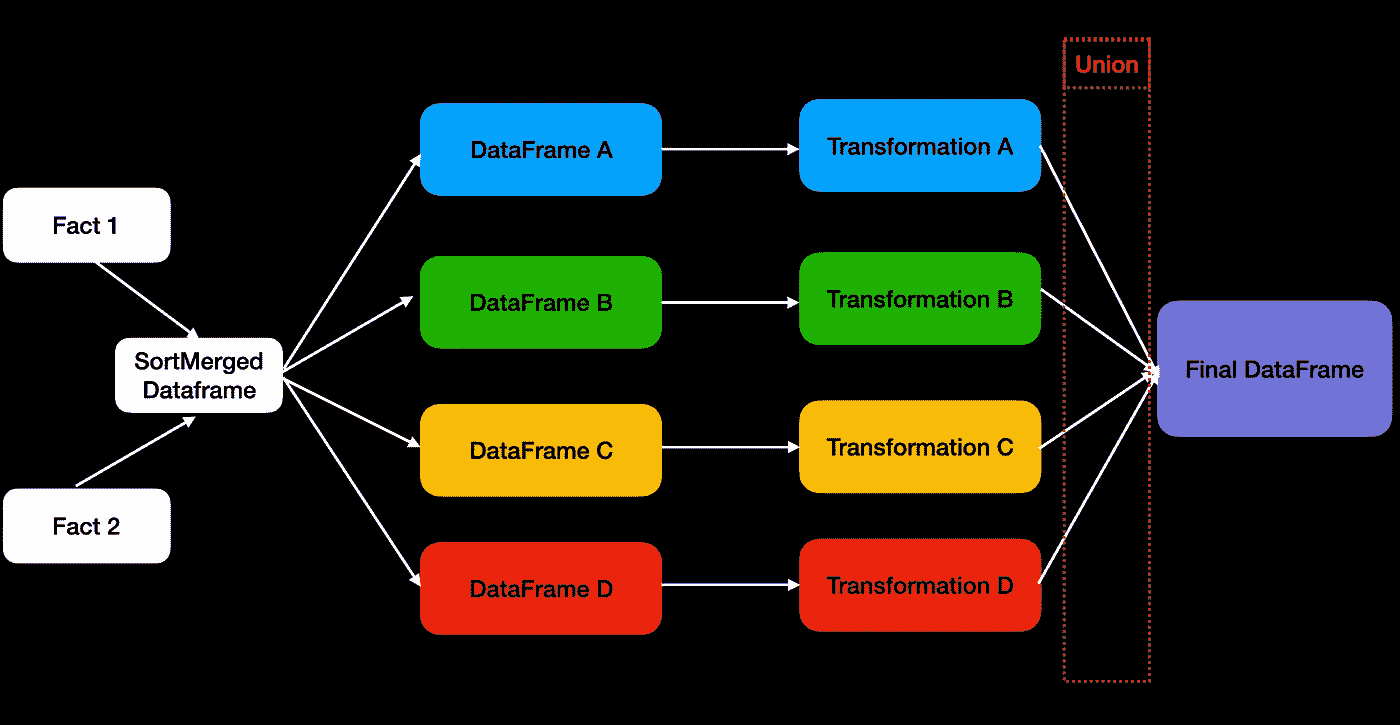 Union
DataFrame A
Transformation A
Fact 1
DataFrame B
Transformation B
SortMerged
Dataframe
Final DataFrame
DataFrame C
Transformation C
Fact 2
DataFrame D
Transformation D